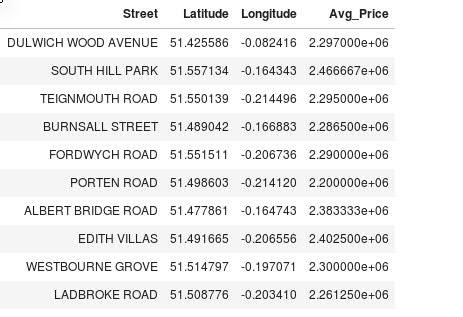 Street Latitude Longitude Avg_Price
DULWICH WOOD AVENUE 51.425586 -0.082416 2.297000e+06
SOUTH HILL PARK 51.557134 -0.164343 2.466667e+06
TEIGNMOUTH ROAD 51.550139 -0.214496 2.295000e+06
BURNSALL STREET 51.489042 -0.166883 2.286500e+06
FORDWYCH ROAD 51.551511 -0.206736 2.290000e+06
PORTEN ROAD 51.498603 -0.214120 2.200000e+06
ALBERT BRIDGE ROAD 51.477861 -0.164743 2.383333e+06
EDITH VILLAS 51.491665 -0.206556 2.402500e+06
WESTBOURNE GROVE 51.514797 -0.197071 2.300000e+06
LADBROKE ROAD 51.508776 -0.203410 2.261250e+06